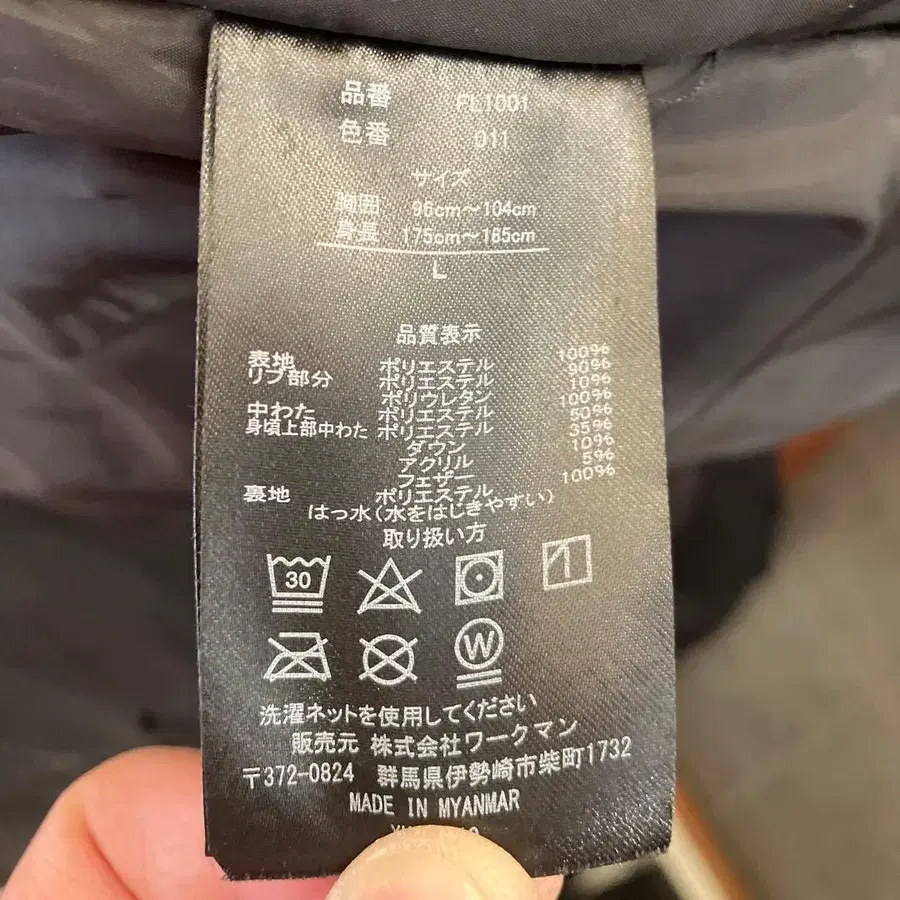 品番 FL1001
色番 011
サイズ
胸囲 96cm～104cm
身長 175cm～185cm
L
品質表示
表地 ポリエステル 100%
リブ部分 ポリエステル 90%
ポリウレタン 10%
中わた ポリエステル 100%
身頃上部中わた ポリエステル 50%
ダウン 35%
アクリル 10%
フェザー 5%
裏地 ポリエステル 100%
はっ水(水をはじきやすい)
取り扱い方
30
W
洗濯ネットを使用してください
販売元 株式会社ワークマン
〒372-0824 群馬県伊勢崎市柴町1732
MADE IN MYANMAR